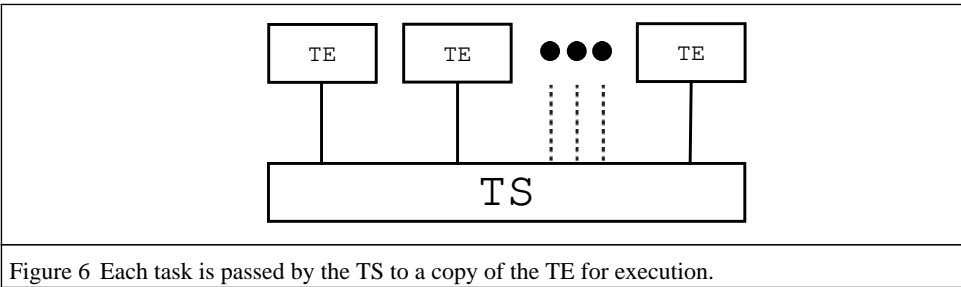 TE TE TE
TS
Figure 6 Each task is passed by the TS to a copy of the TE for execution.